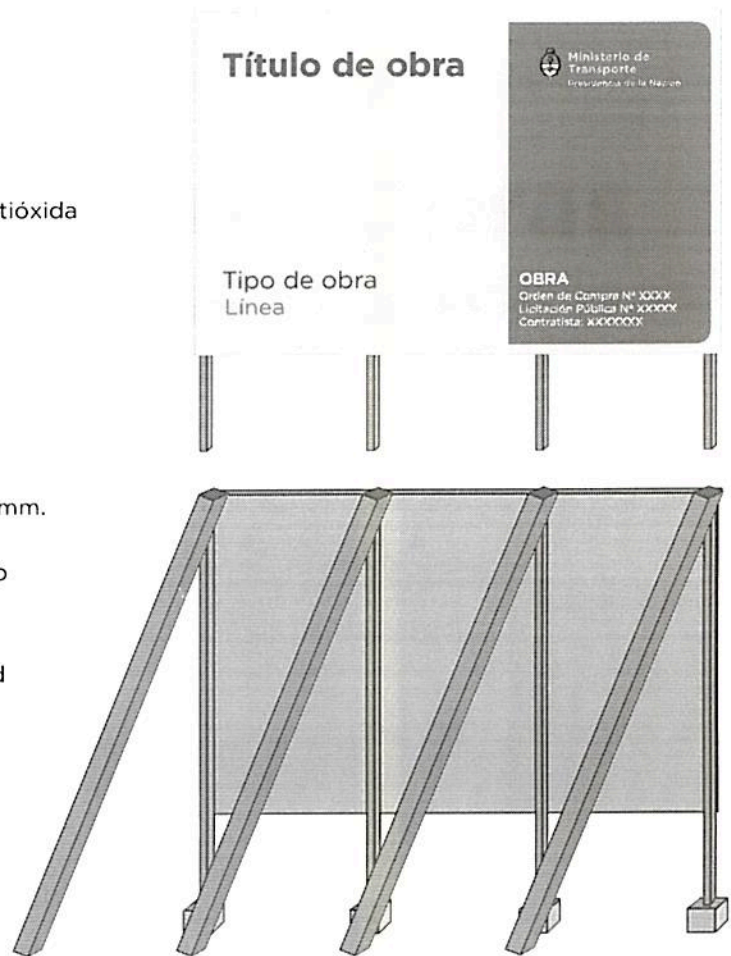 Título de obra
Ministerio de
Transporte
Presidencia de la Nación
tióxida
Tipo de obra
Línea
OBRA
Orden de Compra Nº XXXX
Licitación Pública Nº XXXXX
Contratista: XXXXXXX
mm.
o
d